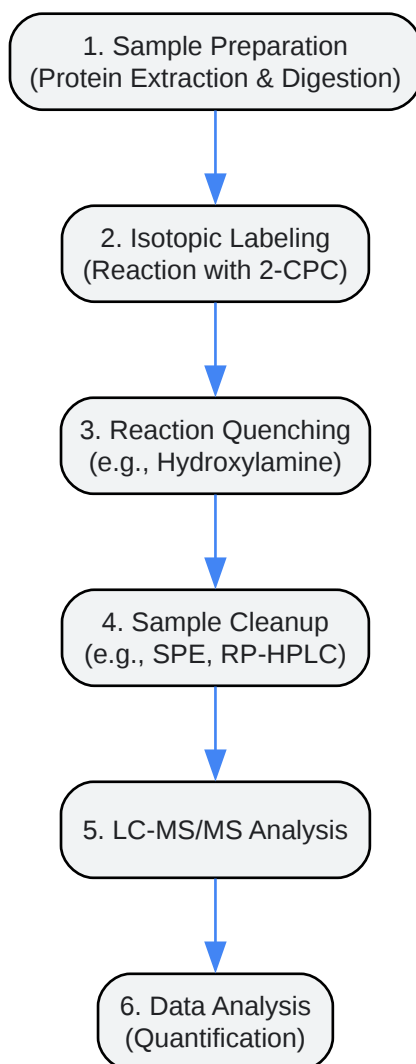 1. Sample Preparation
(Protein Extraction & Digestion)
2. Isotopic Labeling
(Reaction with 2-CPC)
3. Reaction Quenching
(e.g., Hydroxylamine)
4. Sample Cleanup
(e.g., SPE, RP-HPLC)
5. LC-MS/MS Analysis
6. Data Analysis
(Quantification)